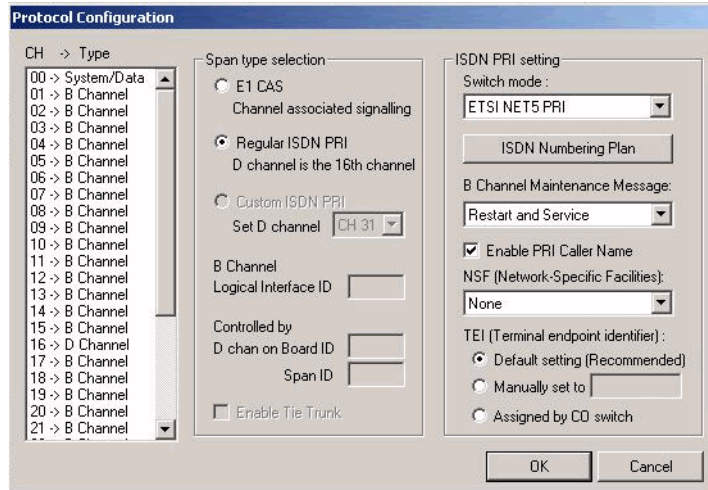 Protocol Configuration
CH -> Type
00 -> System/Data
01 -> B Channel
02 -> B Channel
03 -> B Channel
04 -> B Channel
05 -> B Channel
06 -> B Channel
07 -> B Channel
08 -> B Channel
09 -> B Channel
10 -> B Channel
11 -> B Channel
12 -> B Channel
13 -> B Channel
14 -> B Channel
15 -> B Channel
16 -> D Channel
17 -> B Channel
18 -> B Channel
19 -> B Channel
20 -> B Channel
21 -> B Channel
Span type selection
E1 CAS
Channel associated signalling
Regular ISDN PRI
D channel is the 16th channel
Custom ISDN PRI
Set D channel CH 31
B Channel
Logical Interface ID
Controlled by
D chan on Board ID
Span ID
Enable Tie Trunk
ISDN PRI setting
Switch mode :
ETSI NET5 PRI
ISDN Numbering Plan
B Channel Maintenance Message:
Restart and Service
Enable PRI Caller Name
NSF (Network-Specific Facilities):
None
TEI (Terminal endpoint identifier) :
Default setting (Recommended)
Manually set to
Assigned by CO switch
OK
Cancel